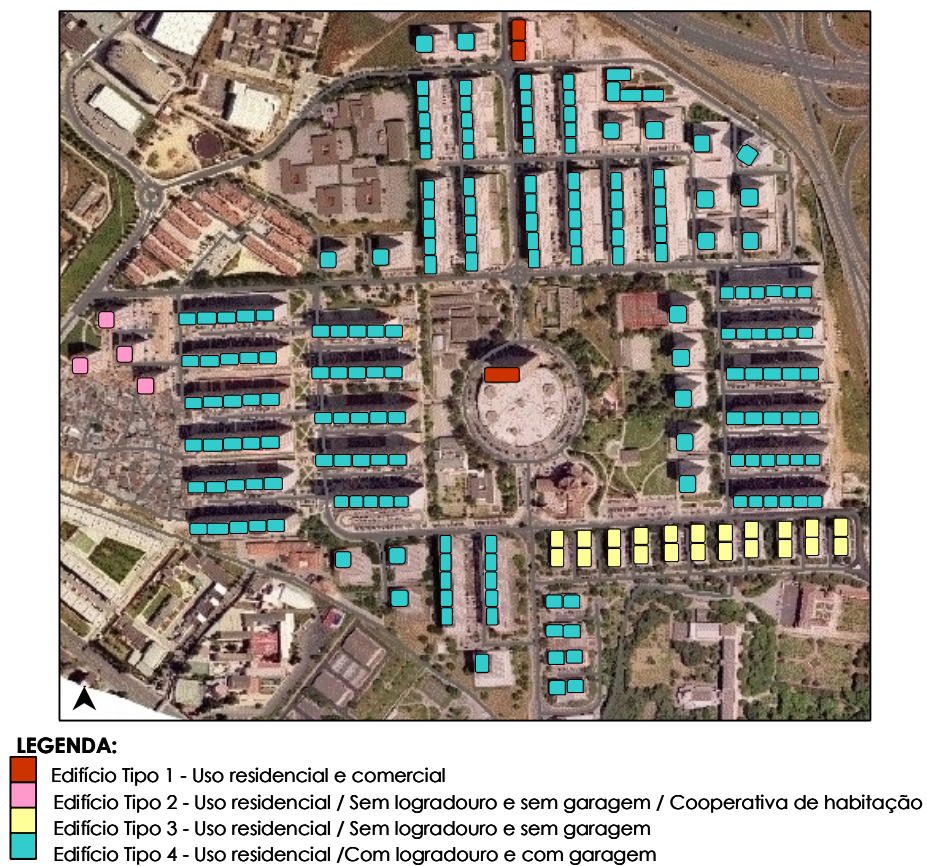 LEGENDA:
Edifício Tipo 1 - Uso residencial e comercial
Edifício Tipo 2 - Uso residencial / Sem logradouro e sem garagem / Cooperativa de habitação
Edifício Tipo 3 - Uso residencial / Sem logradouro e sem garagem
Edifício Tipo 4 - Uso residencial /Com logradouro e com garagem